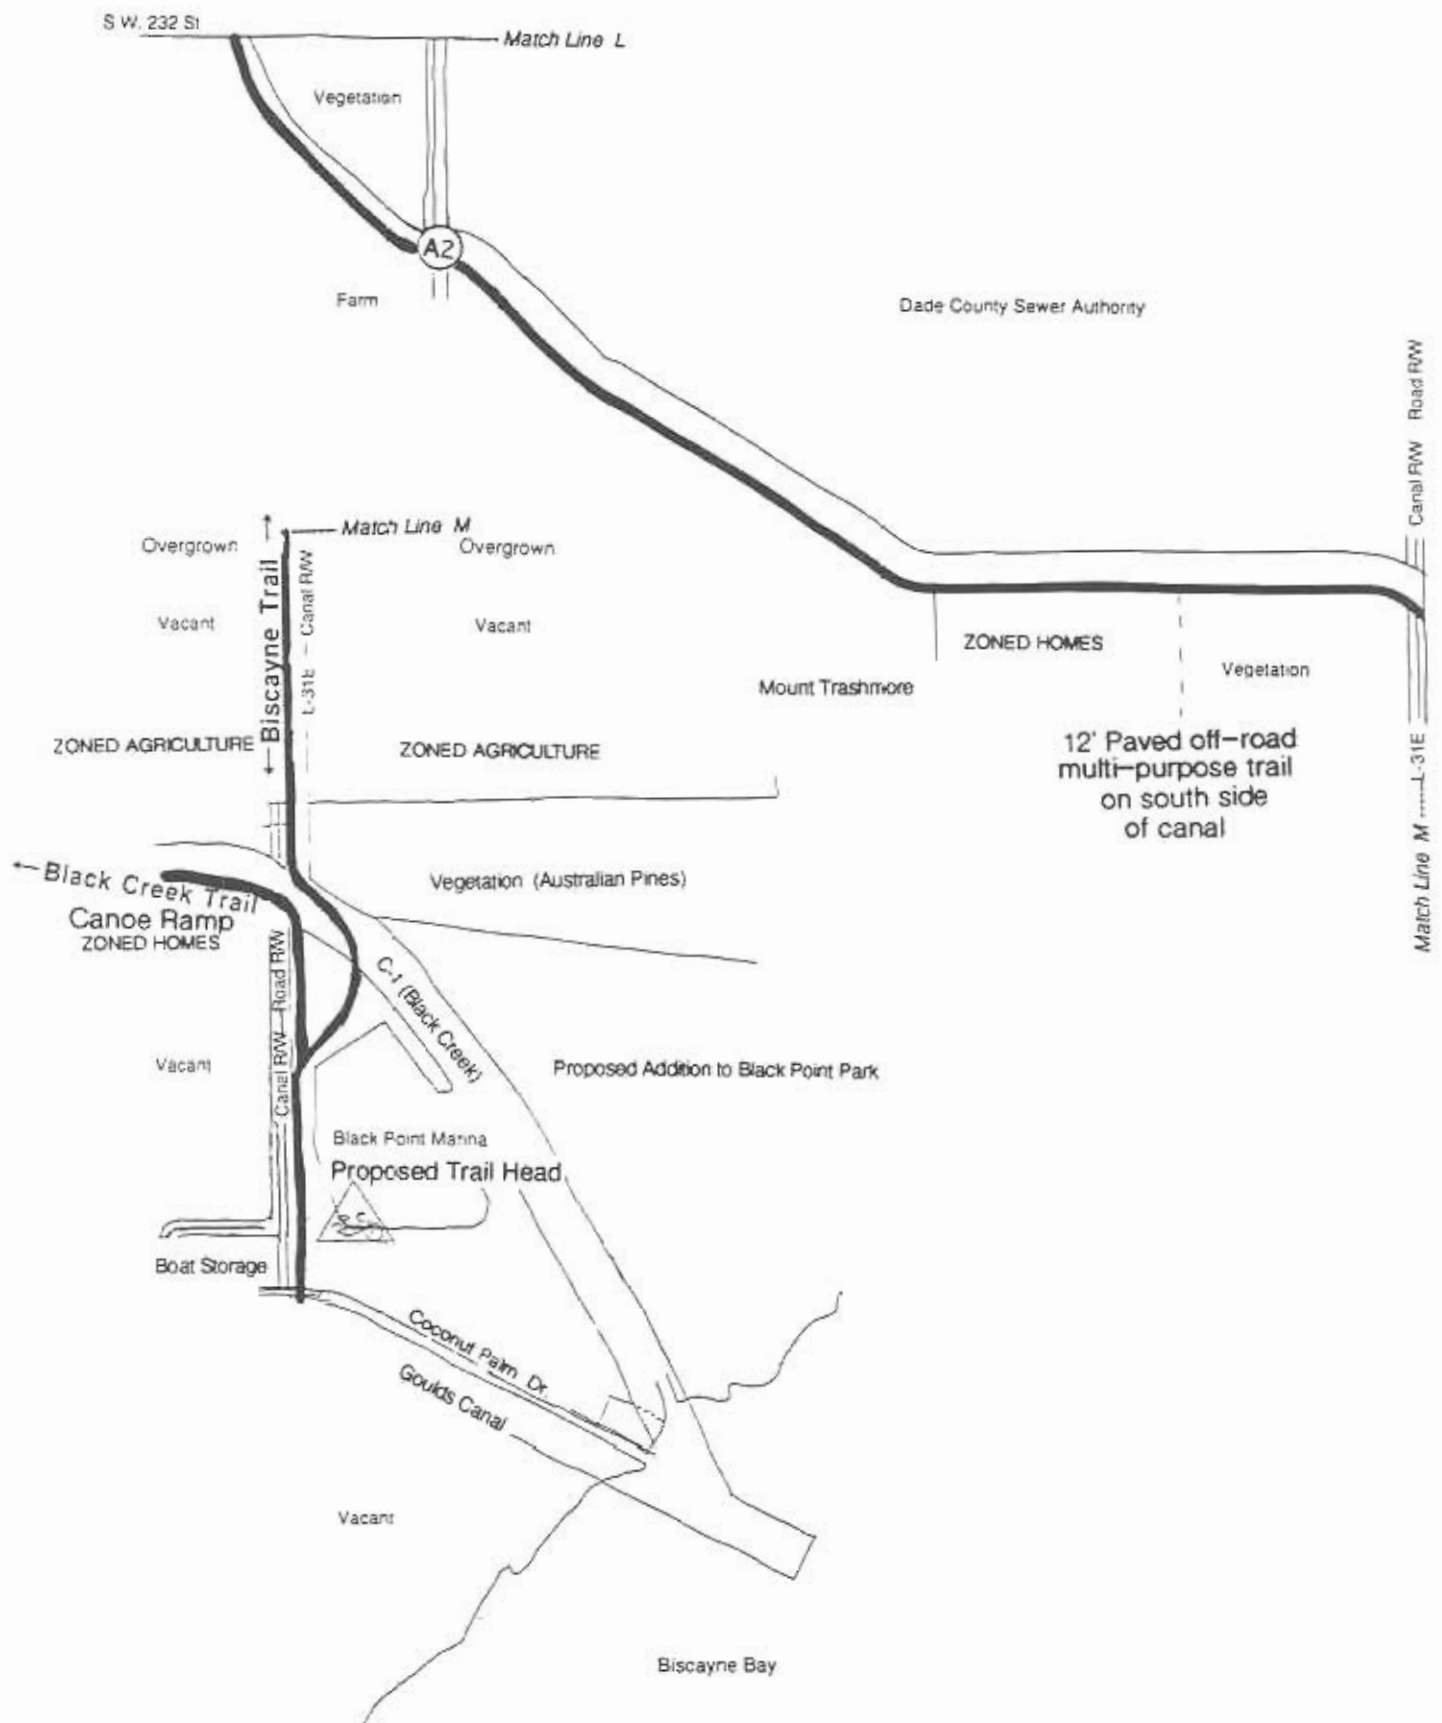 S.W. 232 St
Match Line L
Vegetation
A2
Farm
Dade County Sewer Authority
Canal R/W Road R/W
Match Line M
Overgrown
Overgrown
Biscayne Trail
L-31E - Canal R/W
Vacant
Vacant
ZONED HOMES
Vegetation
Mount Trashmore
ZONED AGRICULTURE
ZONED AGRICULTURE
12' Paved off-road
multi-purpose trail
on south side
of canal
Match Line M ......L-31E
Black Creek Trail
Canoe Ramp
ZONED HOMES
Vegetation (Australian Pines)
Canal R/W Road R/W
C-1 (Black Creek)
Vacant
Proposed Addition to Black Point Park
Black Point Marina
Proposed Trail Head
Boat Storage
Coconut Palm Dr.
Goulds Canal
Vacant
Biscayne Bay